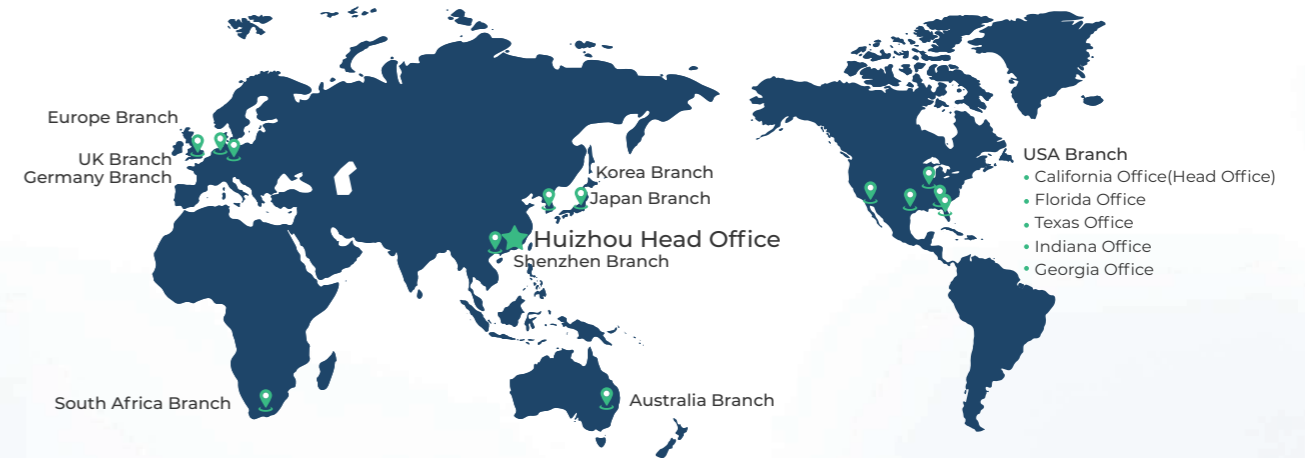 Europe Branch
UK Branch
Germany Branch
Korea Branch
Japan Branch
Huizhou Head Office
Shenzhen Branch
South Africa Branch
Australia Branch
USA Branch
California Office(Head Office)
Florida Office
Texas Office
Indiana Office
Georgia Office